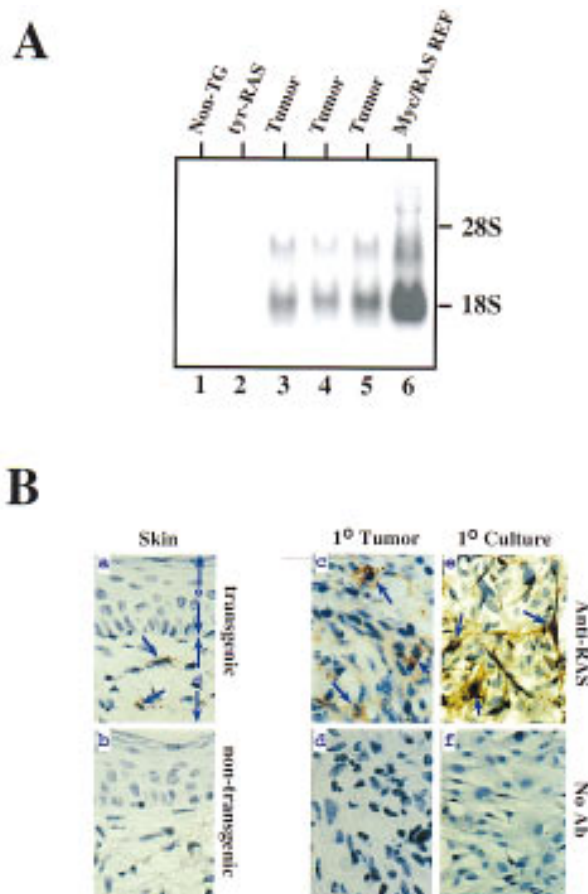 A
Non-TG
tyr-RAS
Tumor
Tumor
Tumor
Myc/RAS REF
28S
18S
1 2 3 4 5 6
B
Skin
1° Tumor
1° Culture
a
c
e
transgenic
Anti-RAS
b
d
f
non-transgenic
No Ab